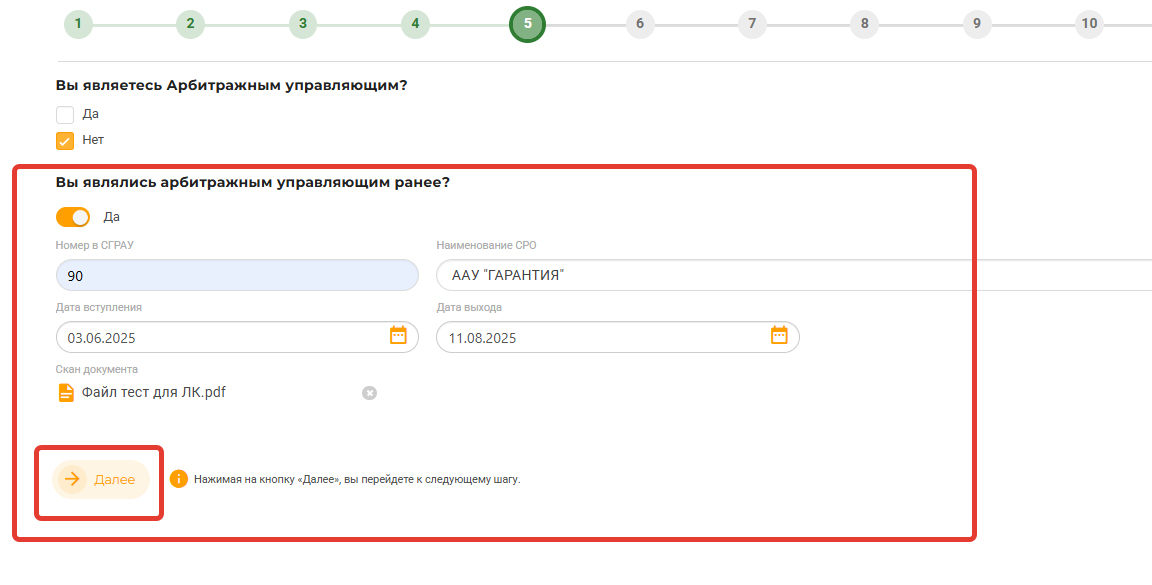 1 2 3 4 5 6 7 8 9 10
Вы являетесь Арбитражным управляющим?
Да
Нет
Вы являлись арбитражным управляющим ранее?
Да
Номер в СГРАУ Наименование СРО
90 ААУ "ГАРАНТИЯ"
Дата вступления Дата выхода
03.06.2025 11.08.2025
Скан документа
Файл тест для ЛК.pdf
Далее Нажимая на кнопку «Далее», вы перейдете к следующему шагу.